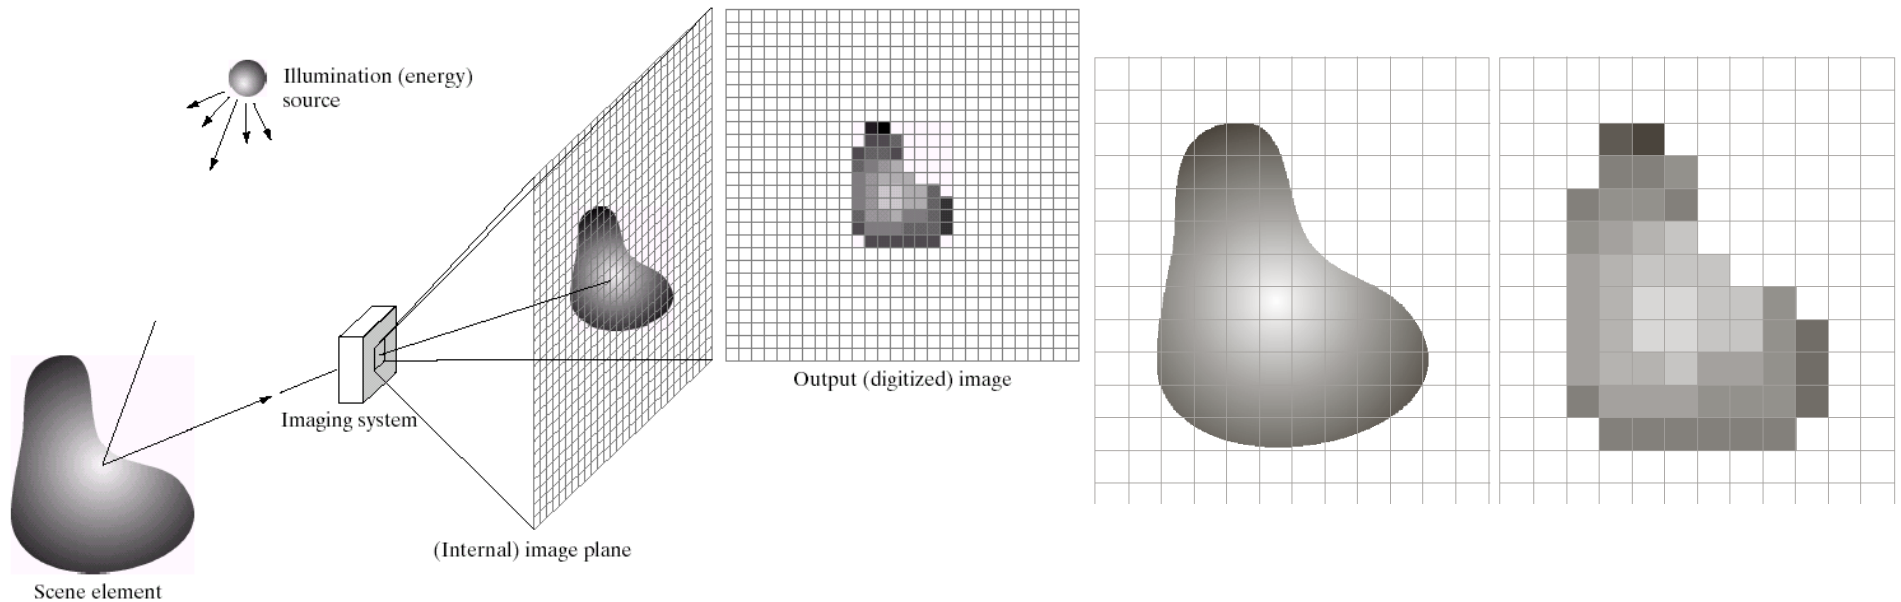 Illumination (energy)
source
Output (digitized) image
Imaging system
(Internal) image plane
Scene element